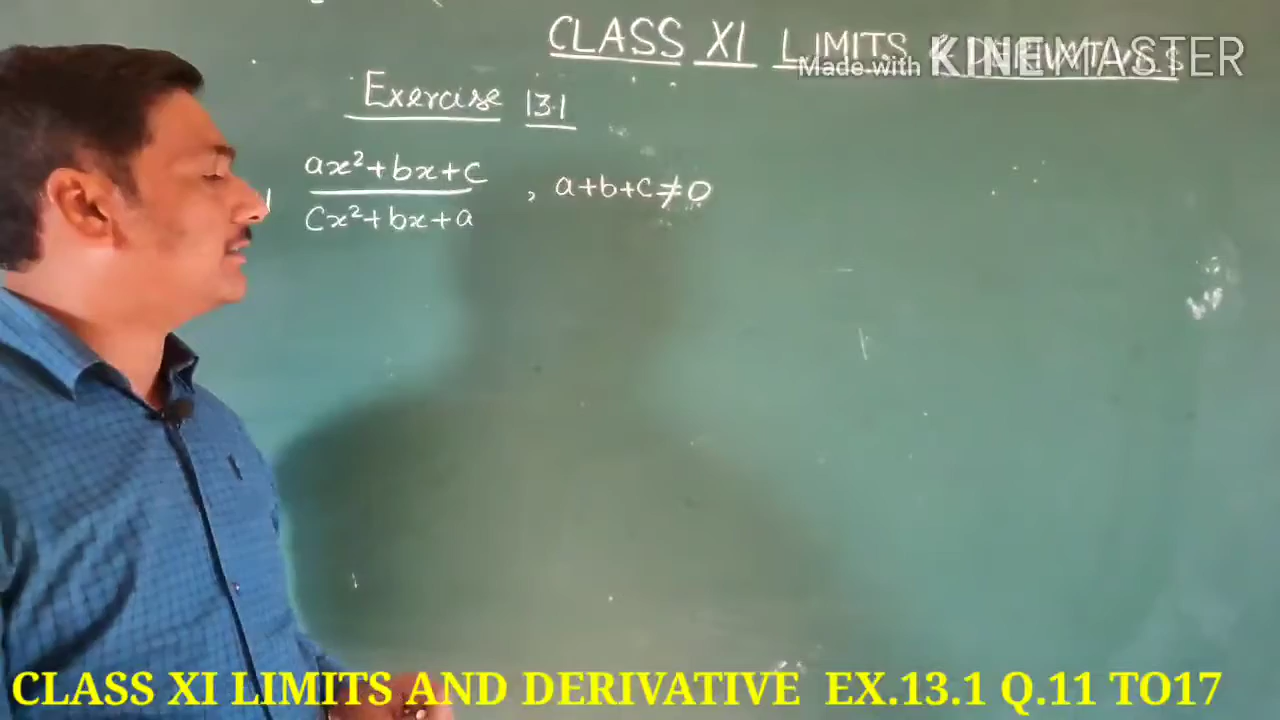 CLASS XI LIMITS & DERIVATIVES
Made with KINEMASTER
Exercise 13.1
ax²+bx+c
cx²+bx+a
, a+b+c≠0
CLASS XI LIMITS AND DERIVATIVE EX.13.1 Q.11 TO17